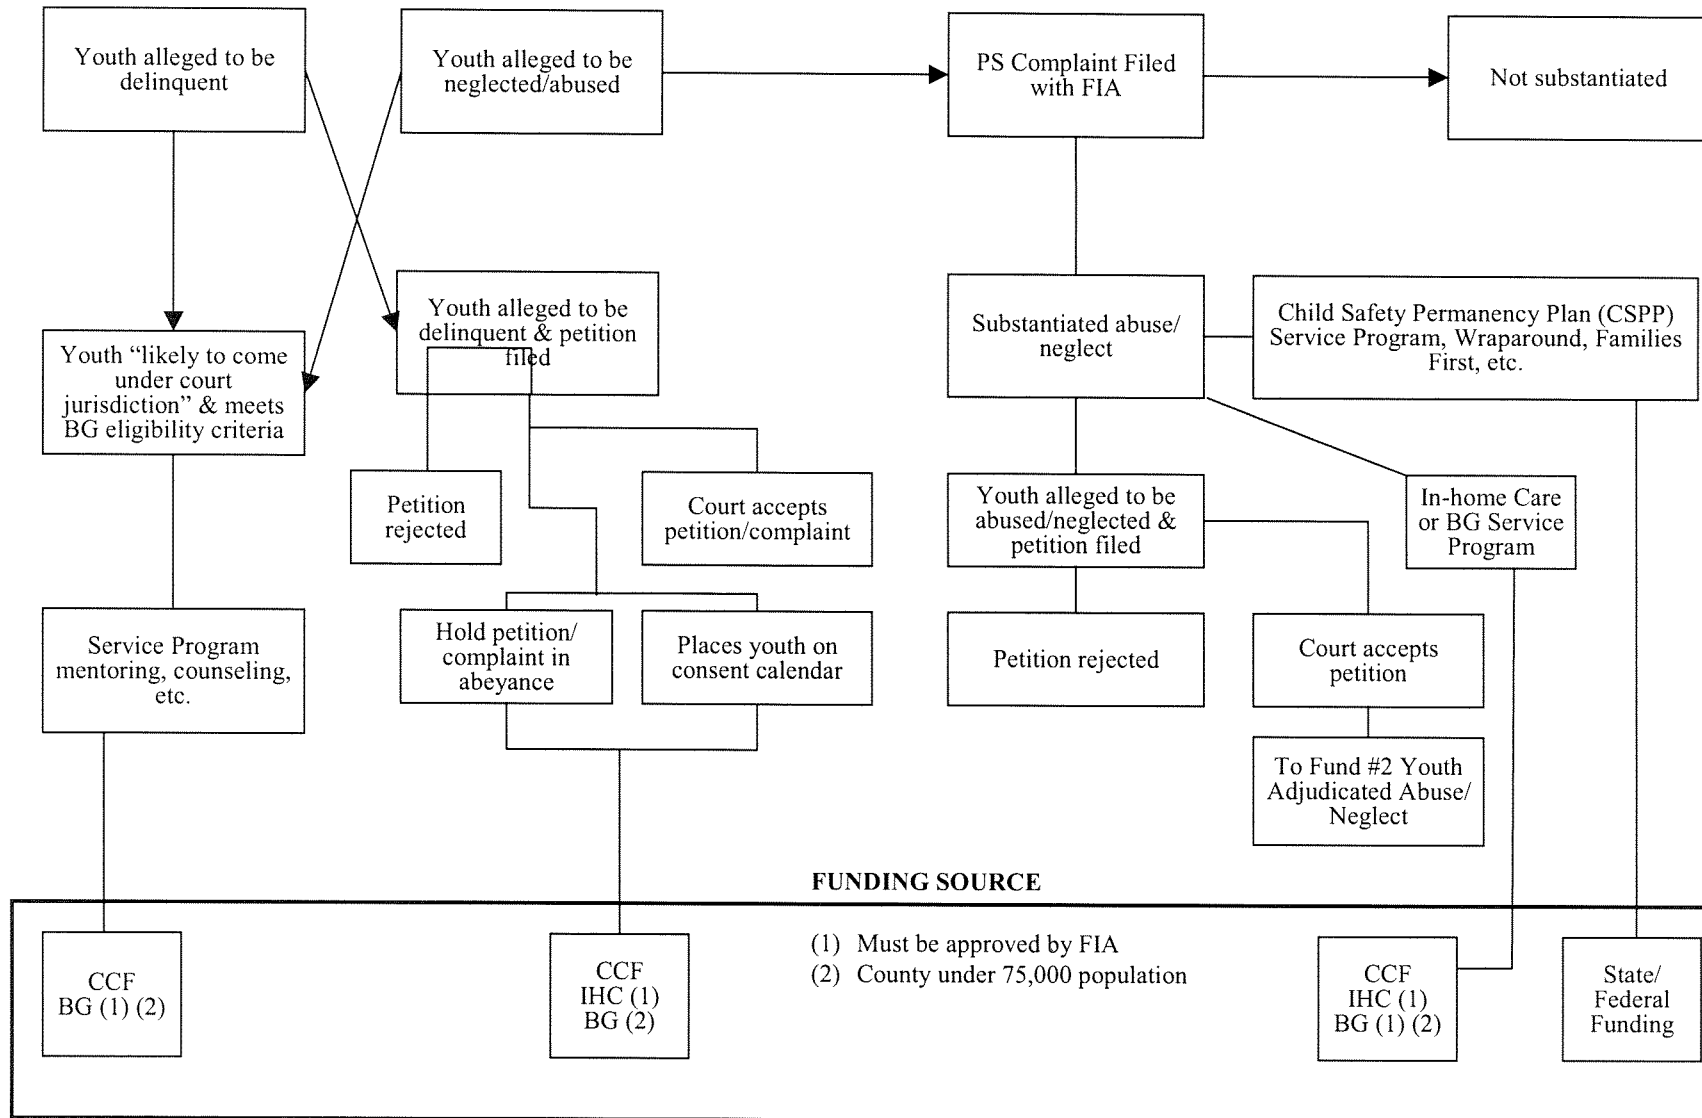 Youth alleged to be
delinquent
Youth alleged to be
neglected/abused
PS Complaint Filed
with FIA
Not substantiated
Youth “likely to come
under court
jurisdiction” & meets
BG eligibility criteria
Youth alleged to be
delinquent & petition
filed
Substantiated abuse/
neglect
Child Safety Permanency Plan (CSPP)
Service Program, Wraparound, Families
First, etc.
Petition
rejected
Court accepts
petition/complaint
Youth alleged to be
abused/neglected &
petition filed
In-home Care
or BG Service
Program
Service Program
mentoring, counseling,
etc.
Hold petition/
complaint in
abeyance
Places youth on
consent calendar
Petition rejected
Court accepts
petition
To Fund #2 Youth
Adjudicated Abuse/
Neglect
FUNDING SOURCE
CCF
BG (1) (2)
CCF
IHC (1)
BG (2)
(1) Must be approved by FIA
(2) County under 75,000 population
CCF
IHC (1)
BG (1) (2)
State/
Federal
Funding